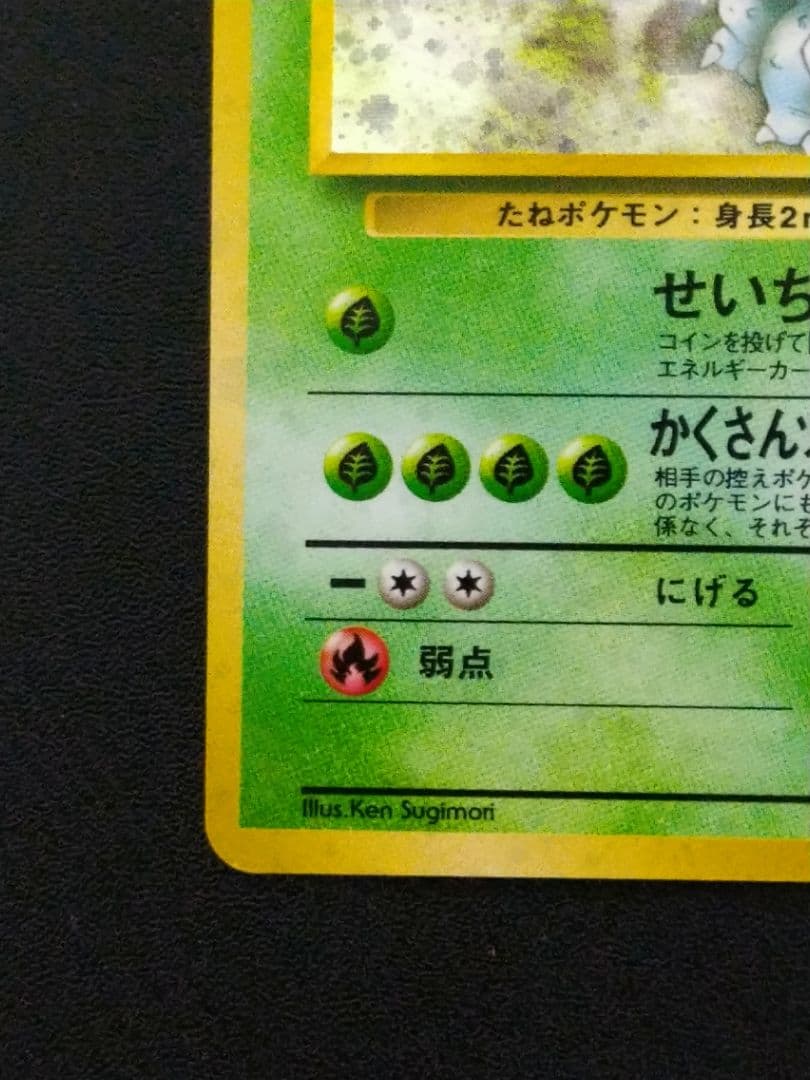 たねポケモン：身長2
せいち
コインを投げて
エネルギーカー
かくさん
相手の控えポケ
のポケモンにも
係なく、それぞ
にげる
弱点
Illus.Ken Sugimori